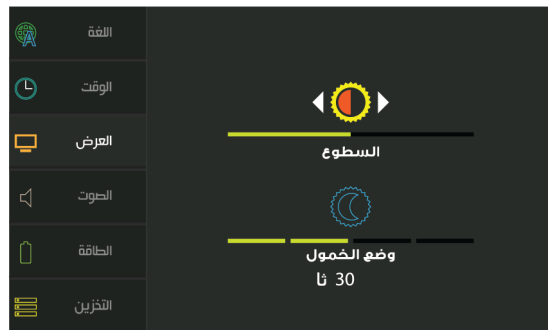 اللغة
الوقت
العرض
الصوت
الطاقة
التخزين
السطوع
وضع الخمول
30 ثا